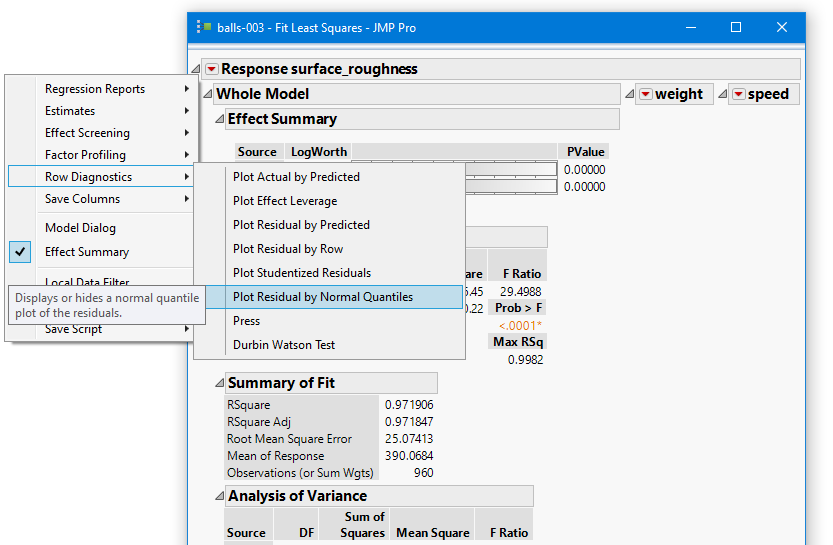 balls-003 - Fit Least Squares - JMP Pro
Response surface_roughness
Whole Model
weight
speed
Effect Summary
Source LogWorth PValue
0.00000
0.00000
Regression Reports
Estimates
Effect Screening
Factor Profiling
Row Diagnostics
Save Columns
Model Dialog
Effect Summary
Local Data Filter
Displays or hides a normal quantile
plot of the residuals.
Save Script
Plot Actual by Predicted
Plot Effect Leverage
Plot Residual by Predicted
Plot Residual by Row
Plot Studentized Residuals
Plot Residual by Normal Quantiles
Press
Durbin Watson Test
F Ratio
29.4988
Prob > F
<.0001*
Max RSq
0.9982
Summary of Fit
RSquare 0.971906
RSquare Adj 0.971847
Root Mean Square Error 25.07413
Mean of Response 390.0684
Observations (or Sum Wgts) 960
Analysis of Variance
Sum of
Source DF Squares Mean Square F Ratio